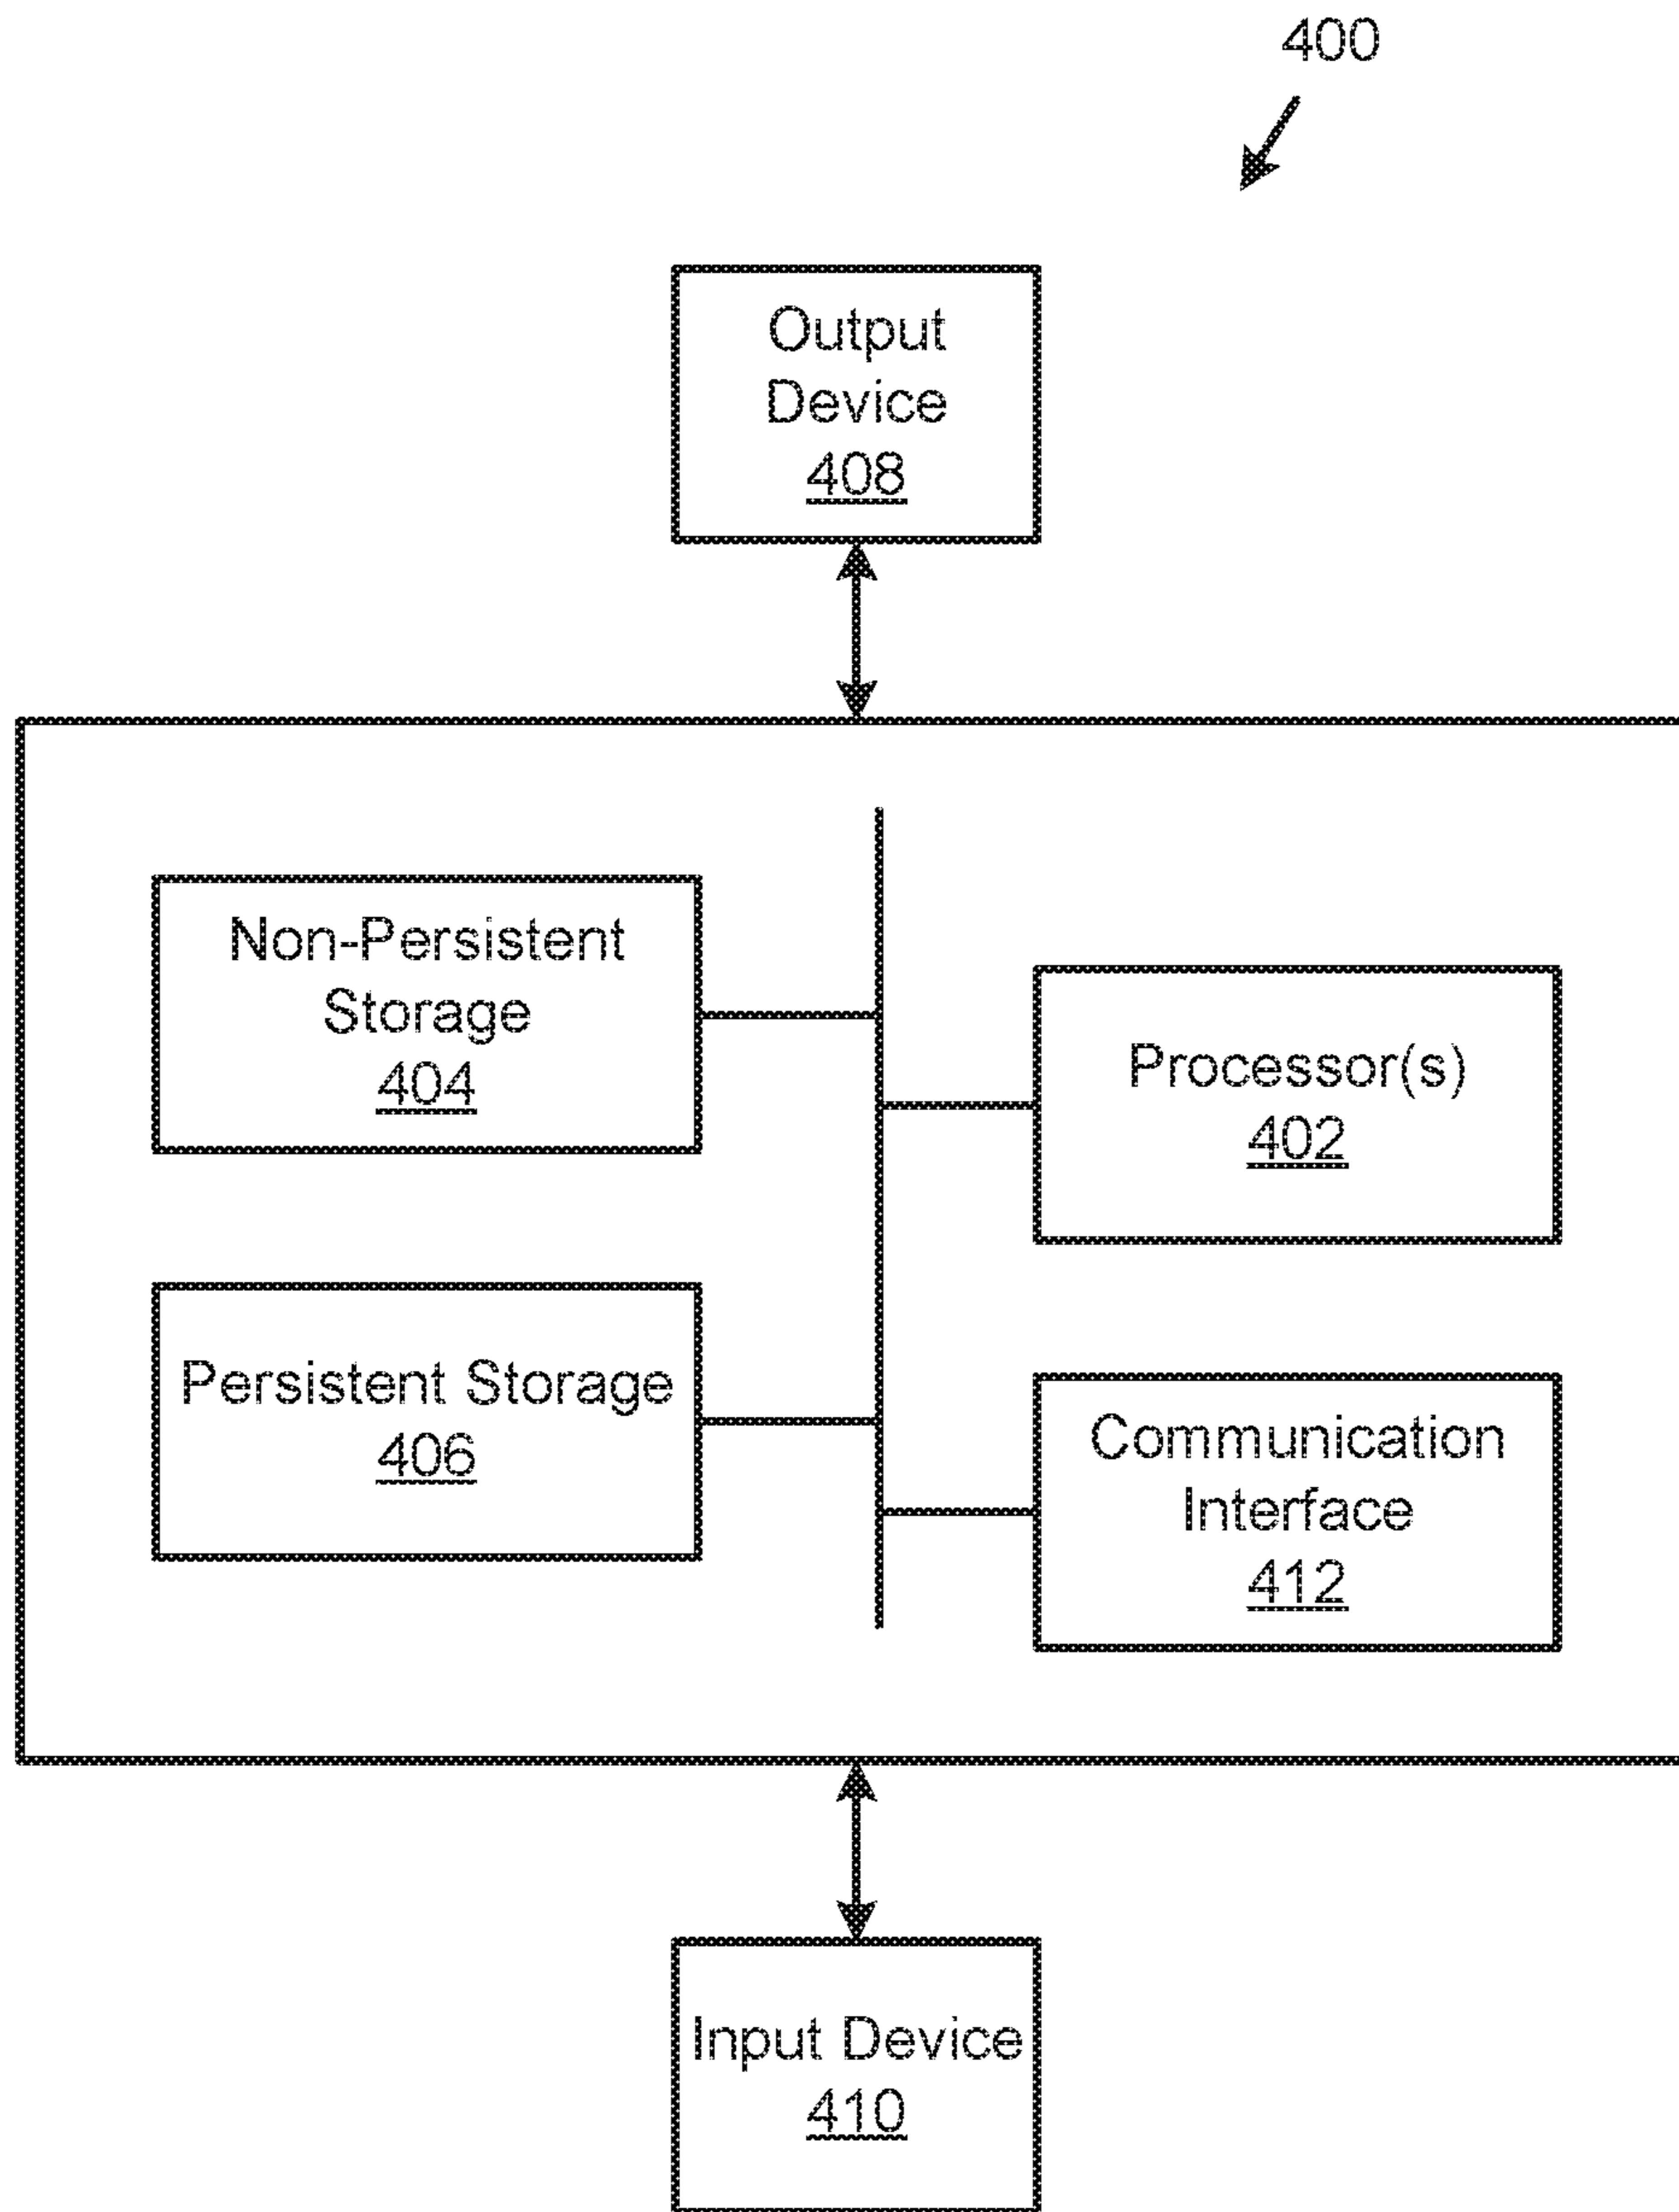 400
Output
Device
408
Non-Persistent
Storage
404
Processor(s)
402
Persistent Storage
406
Communication
Interface
412
Input Device
410